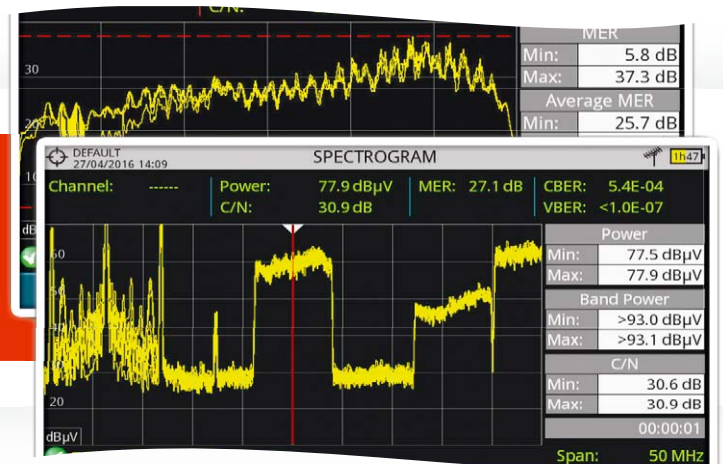 C/N:
MER
Min: 5.8 dB
Max: 37.3 dB
Average MER
Min: 25.7 dB
30
20
10
dB
DEFAULT
27/04/2016 14:09
SPECTROGRAM
1h47
Channel: ------ Power: 77.9 dBµV MER: 27.1 dB CBER: 5.4E-04
C/N: 30.9 dB VBER: <1.0E-07
Power
Min: 77.5 dBµV
Max: 77.9 dBµV
Band Power
Min: >93.0 dBµV
Max: >93.1 dBµV
C/N
Min: 30.6 dB
Max: 30.9 dB
00:00:01
60
20
dBµV
Span: 50 MHz